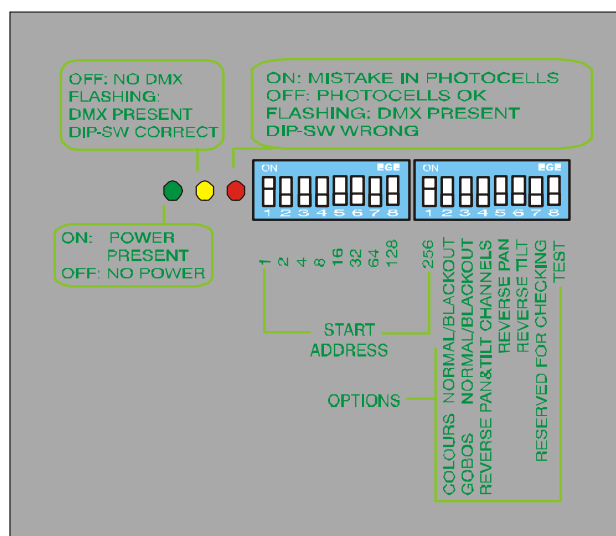 OFF: NO DMX
FLASHING:
DMX PRESENT
DIP-SW CORRECT
ON: MISTAKE IN PHOTOCELLS
OFF: PHOTOCELLS OK
FLASHING: DMX PRESENT
DIP-SW WRONG
ON
1 2 3 4 5 6 7 8
ON
1 2 3 4 5 6 7 8
ON: POWER
PRESENT
OFF: NO POWER
1
2
4
8
16
32
64
128
256
START
ADDRESS
OPTIONS
COLOURS NORMAL/BLACKOUT
GOBOS NORMAL/BLACKOUT
REVERSE PAN&TILT CHANNELS
REVERSE PAN
REVERSE TILT
RESERVED FOR CHECKING
TEST